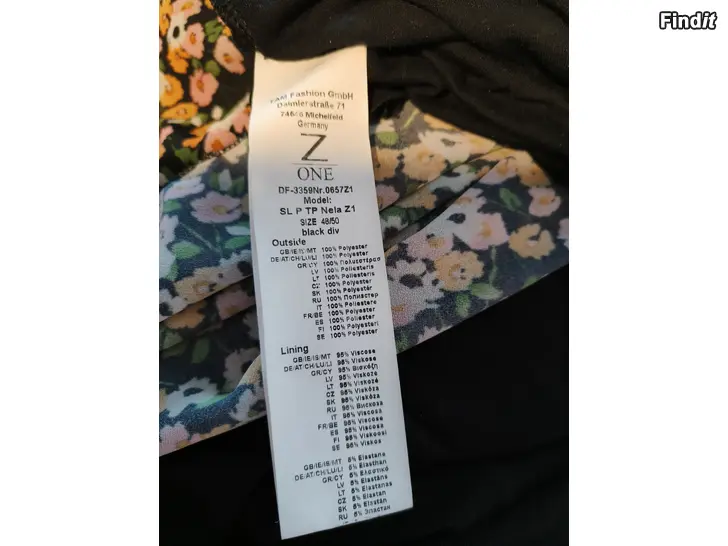 Findit
Fashion GmbH
Daimlerstraße 71
74545 Michelfeld
Germany
Z
ONE
DF-3359Nr.0657Z1
Model:
SL P TP Nela Z1
SIZE 48/50
black div
Outside
GB/IE/IS/MT 100% Polyester
DE/AT/CH/LU/LI 100% Polyester
GR/CY 100% Πολυεστέρας
LV 100% Poliesteris
LT 100% Poliesteris
CZ 100% Polyester
SK 100% Polyester
RU 100% Полиэстер
IT 100% Poliestere
FR/BE 100% Polyester
ES 100% Poliester
FI 100% Polyesteri
SE 100% Polyester
Lining
GB/IE/IS/MT 95% Viscose
DE/AT/CH/LU/LI 95% Viskose
GR/CY 95% Βισκόζη
LV 95% Viskoze
LT 95% Viskozė
CZ 95% Viskóza
SK 95% Viskóza
RU 95% Вискоза
IT 95% Viscosa
FR/BE 95% Viscose
ES 95% Viscosa
FI 95% Viskoosi
SE 95% Viskos
GB/IE/IS/MT 5% Elastane
DE/AT/CH/LU/LI 5% Elasthan
GR/CY 5% Ελαστικό
LV 5% Elastāns
LT 5% Elastanas
CZ 5% Elastan
SK 5% Elastán
RU 5% Эластан